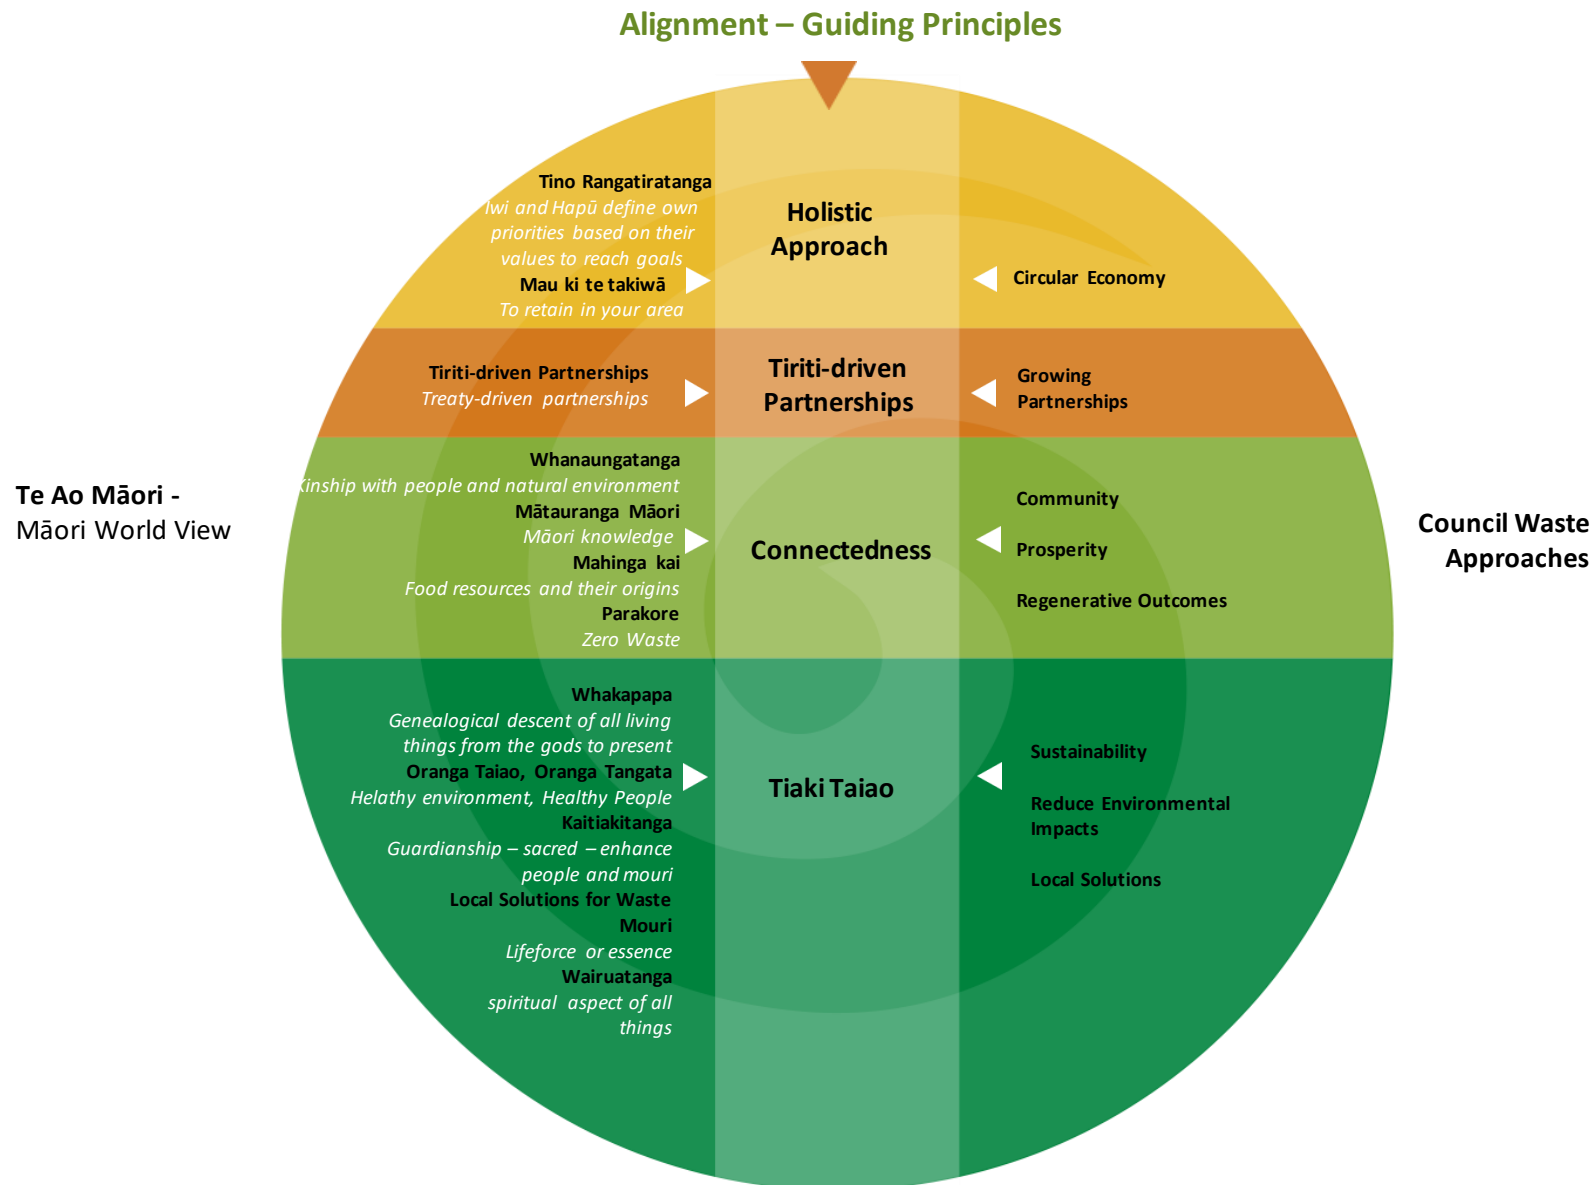 Alignment – Guiding Principles
Te Ao Māori -
Māori World View
Tino Rangatiratanga
Iwi and Hapū define own
priorities based on their
values to reach goals
Mau ki te takiwā
To retain in your area
Holistic
Approach
Circular Economy
Tiriti-driven Partnerships
Treaty-driven partnerships
Tiriti-driven
Partnerships
Growing
Partnerships
Whanaungatanga
Kinship with people and natural environment
Mātauranga Māori
Māori knowledge
Mahinga kai
Food resources and their origins
Parakore
Zero Waste
Connectedness
Community
Prosperity
Regenerative Outcomes
Whakapapa
Genealogical descent of all living
things from the gods to present
Oranga Taiao, Oranga Tangata
Helathy environment, Healthy People
Kaitiakitanga
Guardianship – sacred – enhance
people and mouri
Local Solutions for Waste
Mouri
Lifeforce or essence
Wairuatanga
spiritual aspect of all
things
Tiaki Taiao
Sustainability
Reduce Environmental
Impacts
Local Solutions
Council Waste
Approaches